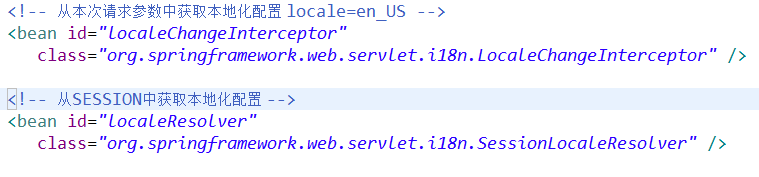 <!-- 从本次请求参数中获取本地化配置 locale=en_US -->
<bean id="localeChangeInterceptor"
class="org.springframework.web.servlet.i18n.LocaleChangeInterceptor" />
<!-- 从SESSION中获取本地化配置 -->
<bean id="localeResolver"
class="org.springframework.web.servlet.i18n.SessionLocaleResolver" />